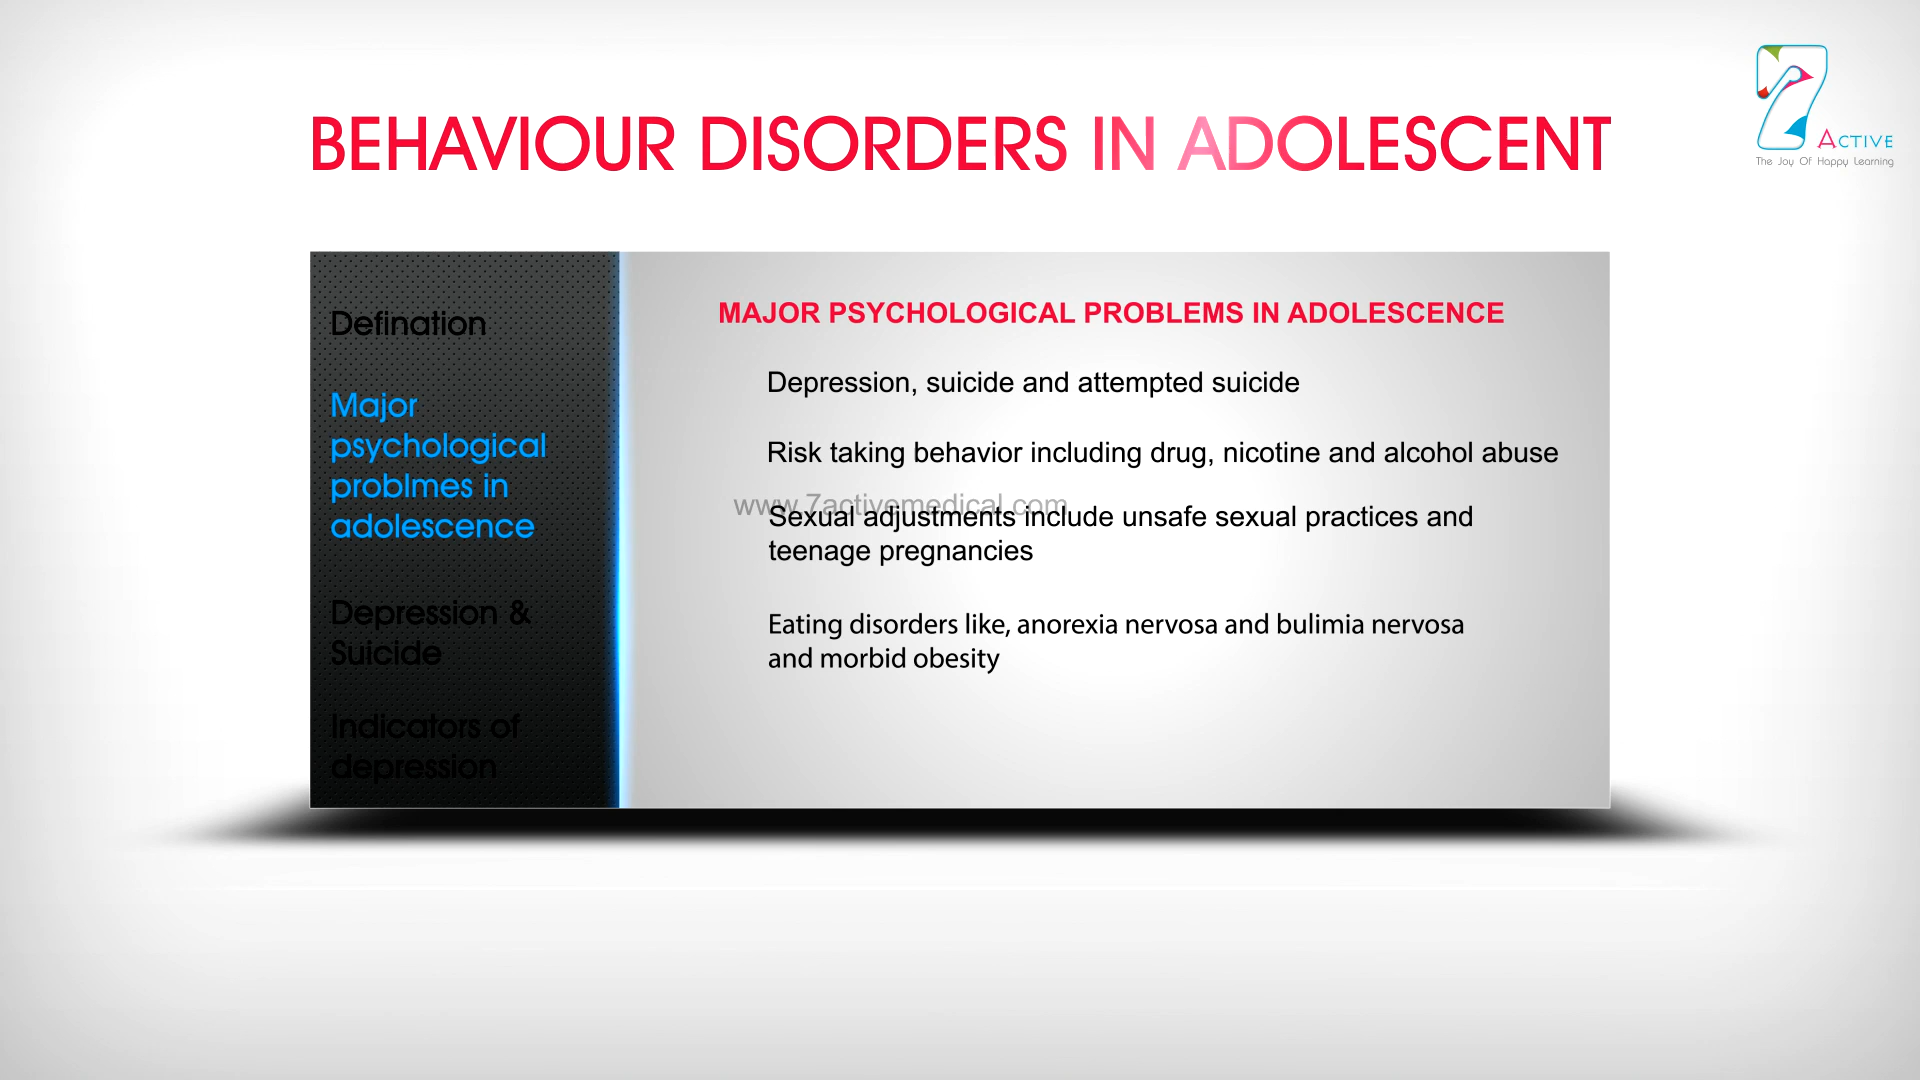 BEHAVIOUR DISORDERS IN ADOLESCENT
7 ACTIVE
The Joy Of Happy Learning
Defination
Major
psychological
problmes in
adolescence
Depression &
Suicide
Indicators of
depression
MAJOR PSYCHOLOGICAL PROBLEMS IN ADOLESCENCE
Depression, suicide and attempted suicide
Risk taking behavior including drug, nicotine and alcohol abuse
www.7activemedical.com
Sexual adjustments include unsafe sexual practices and
teenage pregnancies
Eating disorders like, anorexia nervosa and bulimia nervosa
and morbid obesity